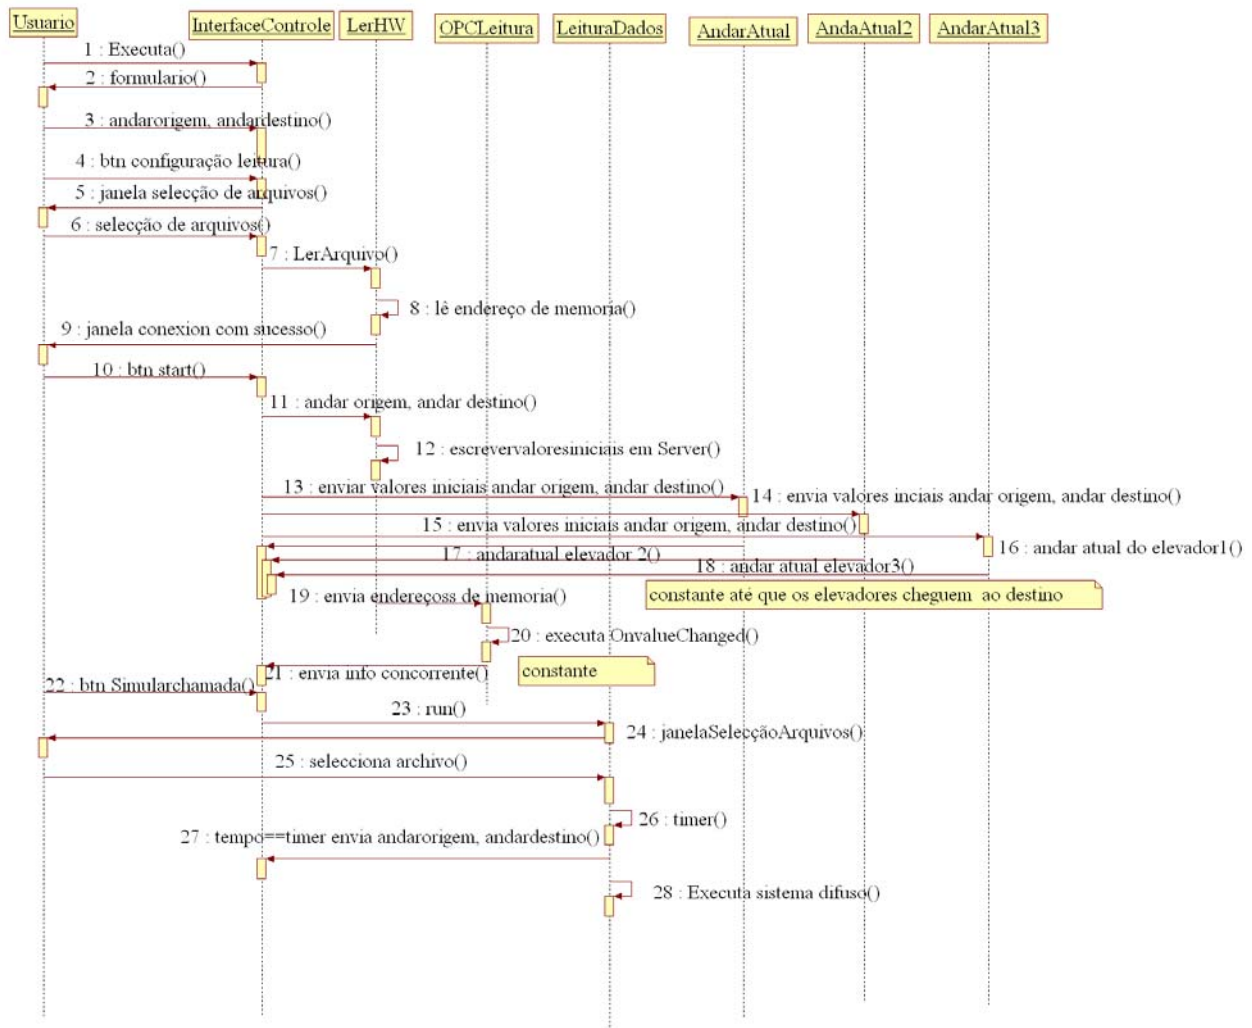 Usuario
InterfaceControle
LerHW
OPCLeitura
LeituraDados
AndarAtual
AndaAtual2
AndarAtual3
1 : Executa()
2 : formulario()
3 : andarorigem, andardestino()
4 : btn configuração leitura()
5 : janela selecção de arquivos()
6 : selecção de arquivos()
7 : LerArquivo()
8 : lê endereço de memoria()
9 : janela conexion com sucesso()
10 : btn start()
11 : andar origem, andar destino()
12 : escrevervaloresiniciais em Server()
13 : enviar valores iniciais andar origem, andar destino()
14 : envia valores inciais andar origem, andar destino()
15 : envia valores iniciais andar origem, andar destino()
16 : andar atual do elevador1()
17 : andaratual elevador 2()
18 : andar atual elevador3()
19 : envia endereçoss de memoria()
constante até que os elevadores cheguem ao destino
20 : executa OnvalueChanged()
21 : envia info concorrente()
constante
22 : btn Simularchamada()
23 : run()
24 : janelaSelecçãoArquivos()
25 : selecciona archivo()
26 : timer()
27 : tempo==timer envia andarorigem, andardestino()
28 : Executa sistema difuso()